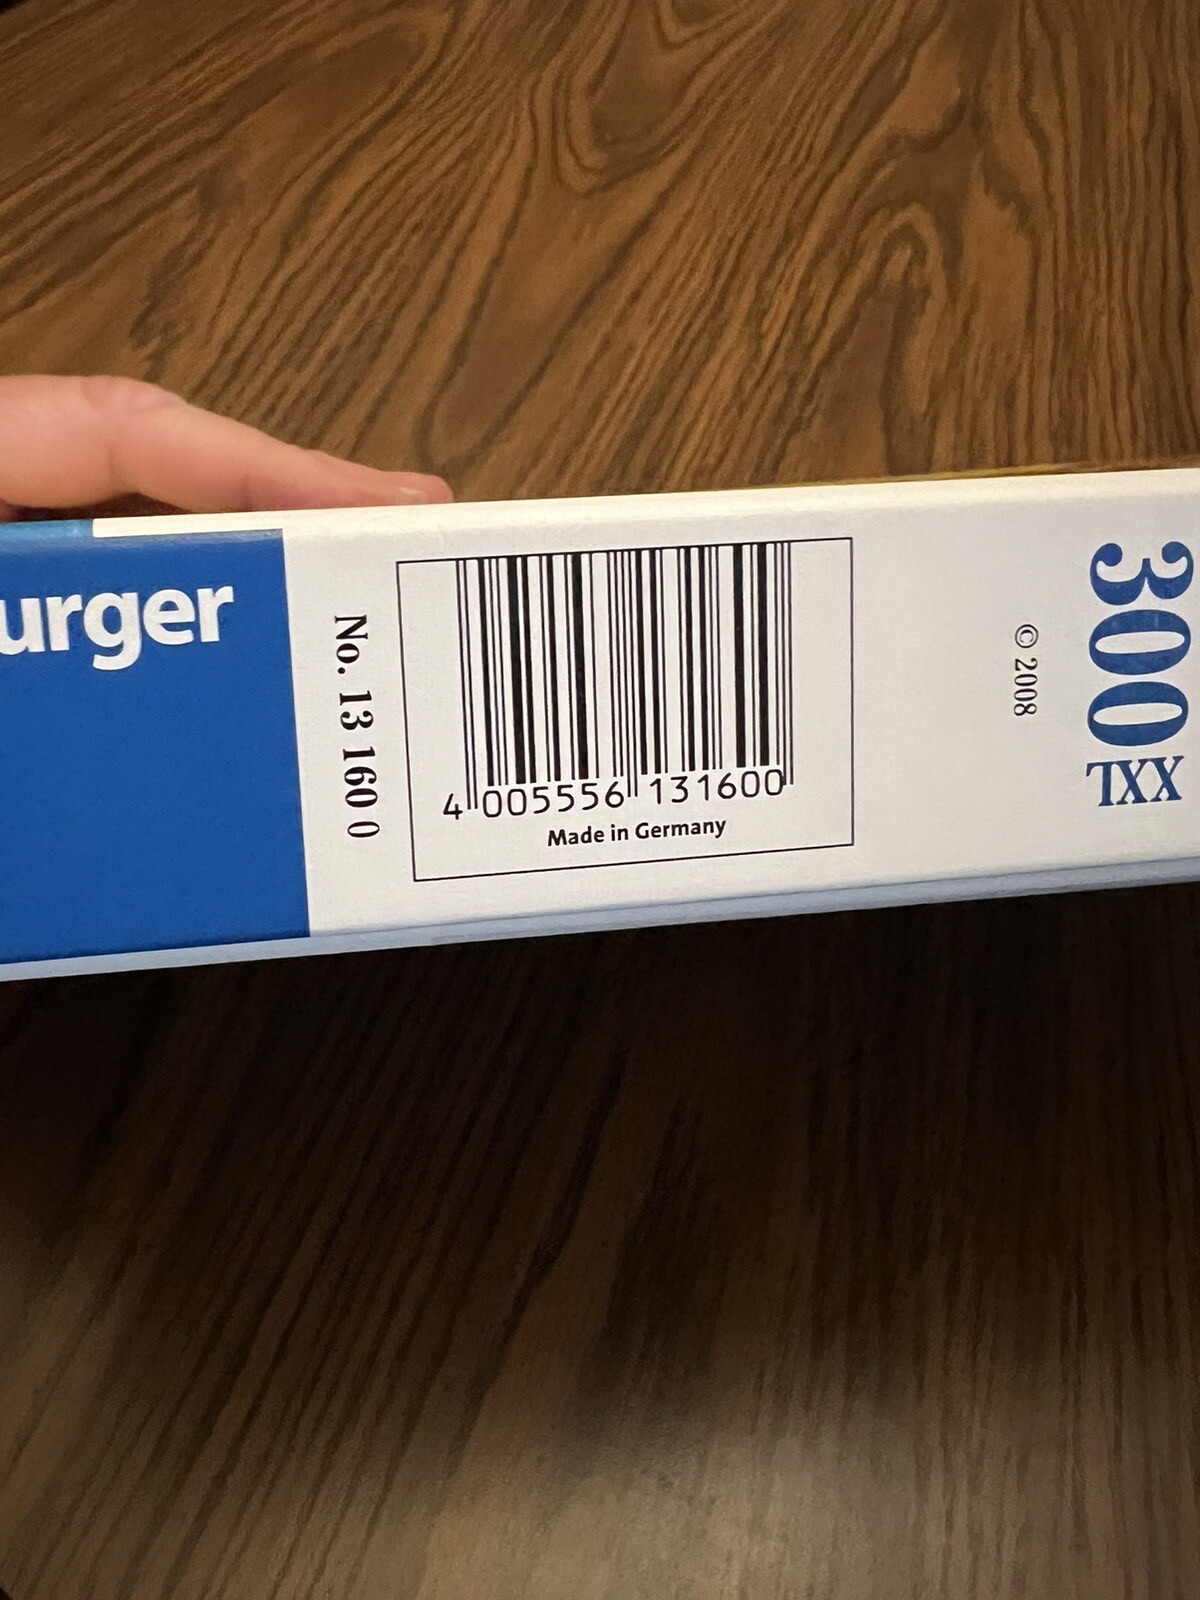 urger
No. 13 160 0
4 005556 131600
Made in Germany
© 2008
300
XXL